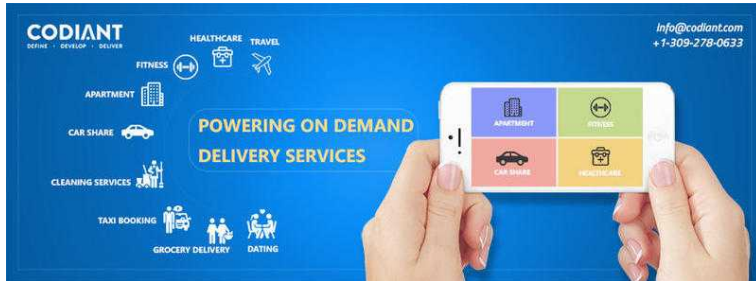 CODIANT
DEFINE · DEVELOP · DELIVER
HEALTHCARE
TRAVEL
FITNESS
APARTMENT
CAR SHARE
CLEANING SERVICES
TAXI BOOKING
GROCERY DELIVERY
DATING
POWERING ON DEMAND
DELIVERY SERVICES
Info@codiant.com
+1-309-278-0633
APARTMENT
FITNESS
CAR SHARE
HEALTHCARE